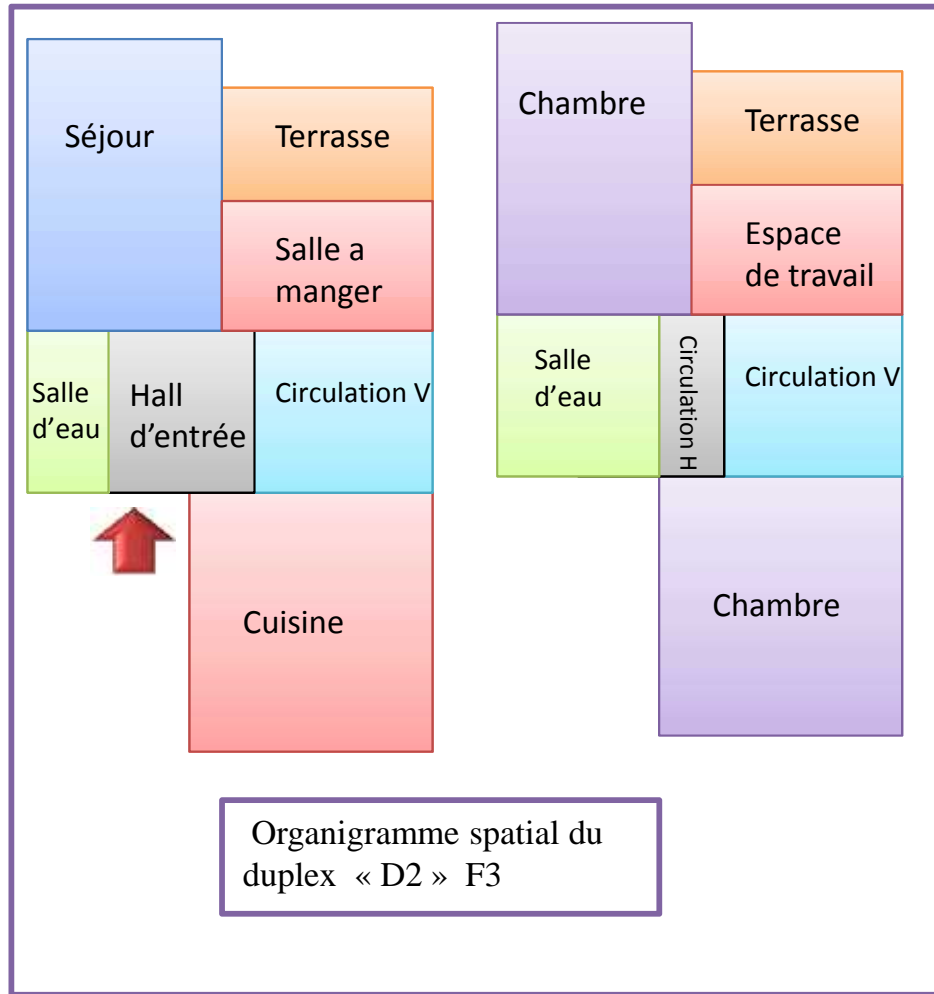 Séjour
Terrasse
Salle a
manger
Salle
d'eau
Hall
d'entrée
Circulation V
Cuisine
Chambre
Terrasse
Espace
de travail
Salle
d'eau
Circulation H
Circulation V
Chambre
Organigramme spatial du
duplex « D2 » F3